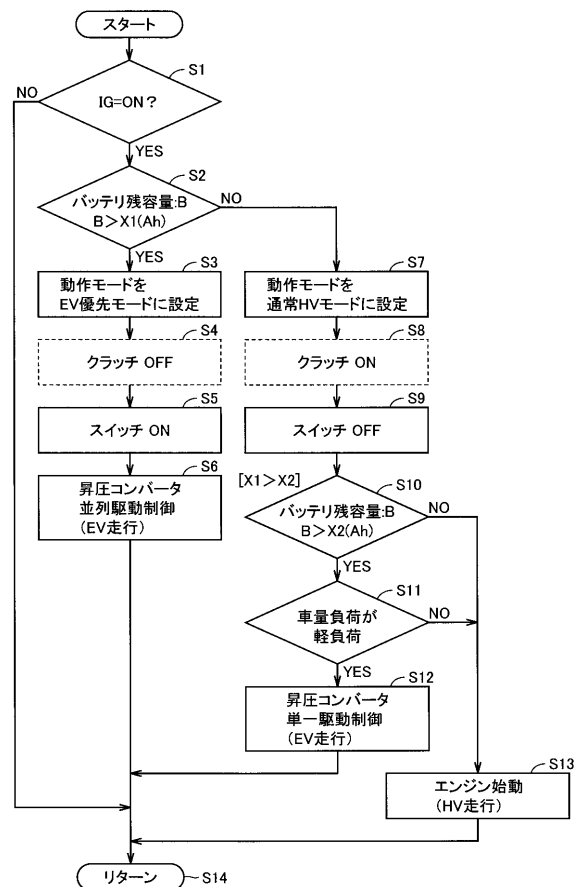 スタート
S1
NO
IG=ON?
YES
S2
バッテリ残容量:B
B>X1(Ah)
NO
YES
S3
動作モードを
EV優先モードに設定
S7
動作モードを
通常HVモードに設定
S4
クラッチ OFF
S8
クラッチ ON
S5
スイッチ ON
S9
スイッチ OFF
S6
昇圧コンバータ
並列駆動制御
(EV走行)
[X1>X2]
S10
バッテリ残容量:B
B>X2(Ah)
NO
YES
S11
車量負荷が
軽負荷
NO
YES
S12
昇圧コンバータ
単一駆動制御
(EV走行)
S13
エンジン始動
(HV走行)
リターン
S14